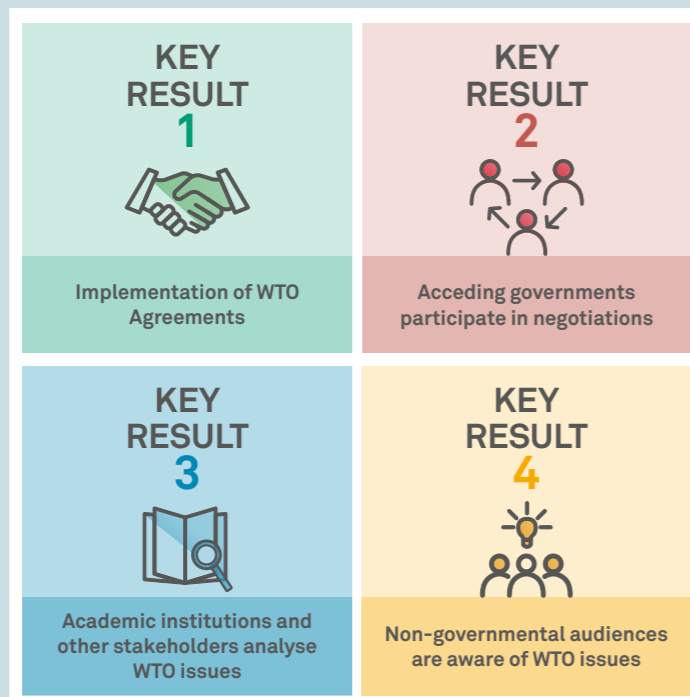 KEY
RESULT
1
Implementation of WTO
Agreements
KEY
RESULT
2
Acceding governments
participate in negotiations
KEY
RESULT
3
Academic institutions and
other stakeholders analyse
WTO issues
KEY
RESULT
4
Non-governmental audiences
are aware of WTO issues